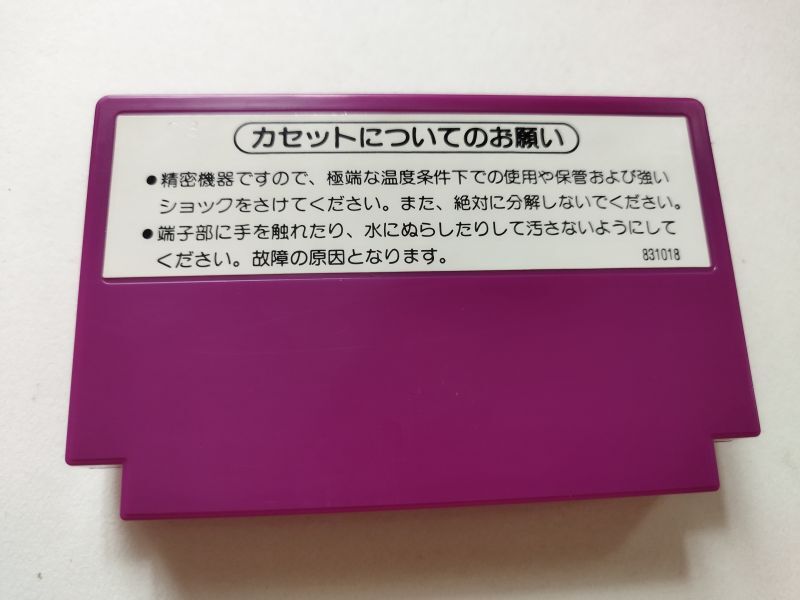 カセットについてのお願い
●精密機器ですので、極端な温度条件下での使用や保管および強い
ショックをさけてください。また、絶対に分解しないでください。
●端子部に手を触れたり、水にぬらしたりして汚さないようにして
ください。故障の原因となります。
831018